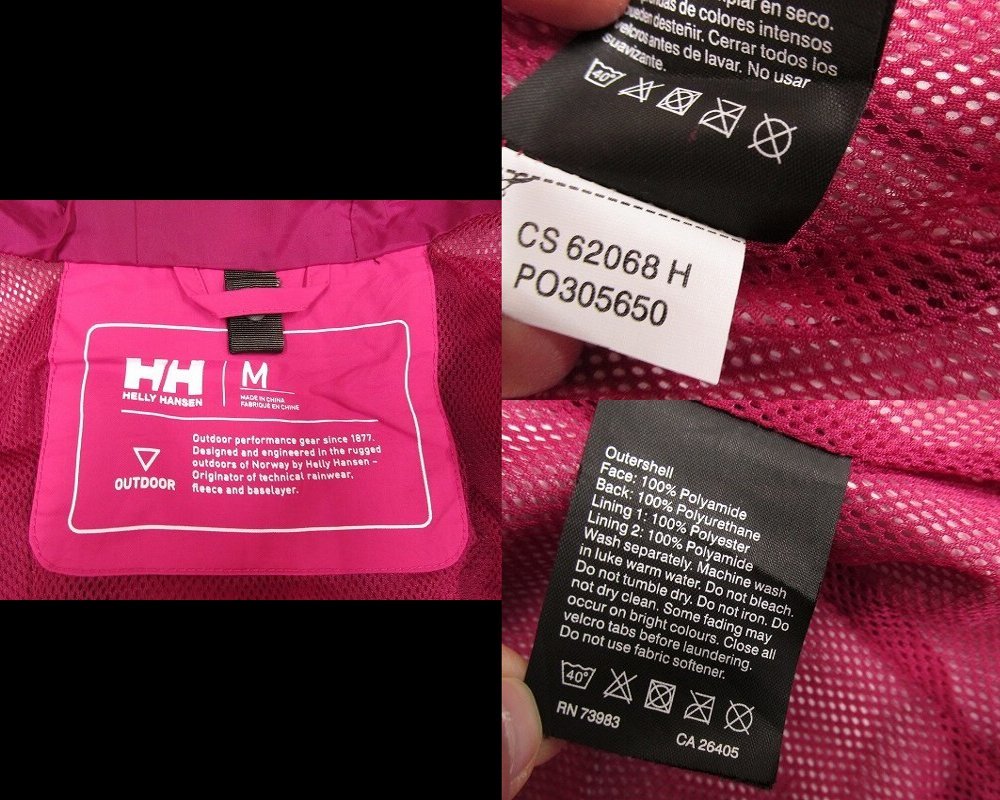 HH
HELLY HANSEN
M
MADE IN CHINA
FABRIQUÉ EN CHINE
OUTDOOR
Outdoor performance gear since 1877.
Designed and engineered in the rugged
outdoors of Norway by Helly Hansen –
Originator of technical rainwear,
fleece and baselayer.
en seco.
prendas de colores intensos
pueden desteñir. Cerrar todos los
velcros antes de lavar. No usar
suavizante.
40°
CS 62068 H
PO305650
Outershell
Face: 100% Polyamide
Back: 100% Polyurethane
Lining 1: 100% Polyester
Lining 2: 100% Polyamide
Wash separately. Machine wash
in luke warm water. Do not bleach.
Do not tumble dry. Do not iron. Do
not dry clean. Some fading may
occur on bright colours. Close all
velcro tabs before laundering.
Do not use fabric softener.
40°
RN 73983
CA 26405